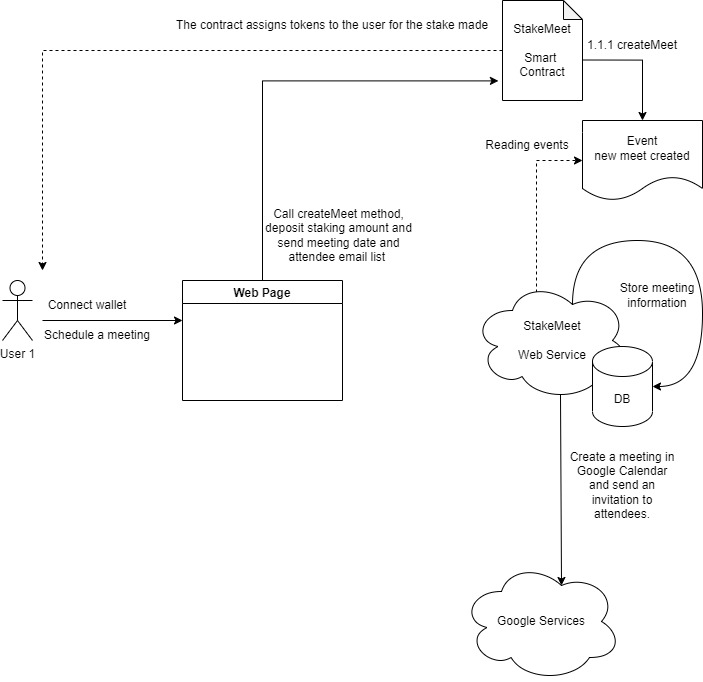 The contract assigns tokens to the user for the stake made
StakeMeet
Smart
Contract
1.1.1 createMeet
Event
new meet created
Reading events
Call createMeet method,
deposit staking amount and
send meeting date and
attendee email list
Web Page
Connect wallet
Schedule a meeting
User 1
Store meeting
information
StakeMeet
Web Service
DB
Create a meeting in
Google Calendar
and send an
invitation to
attendees.
Google Services